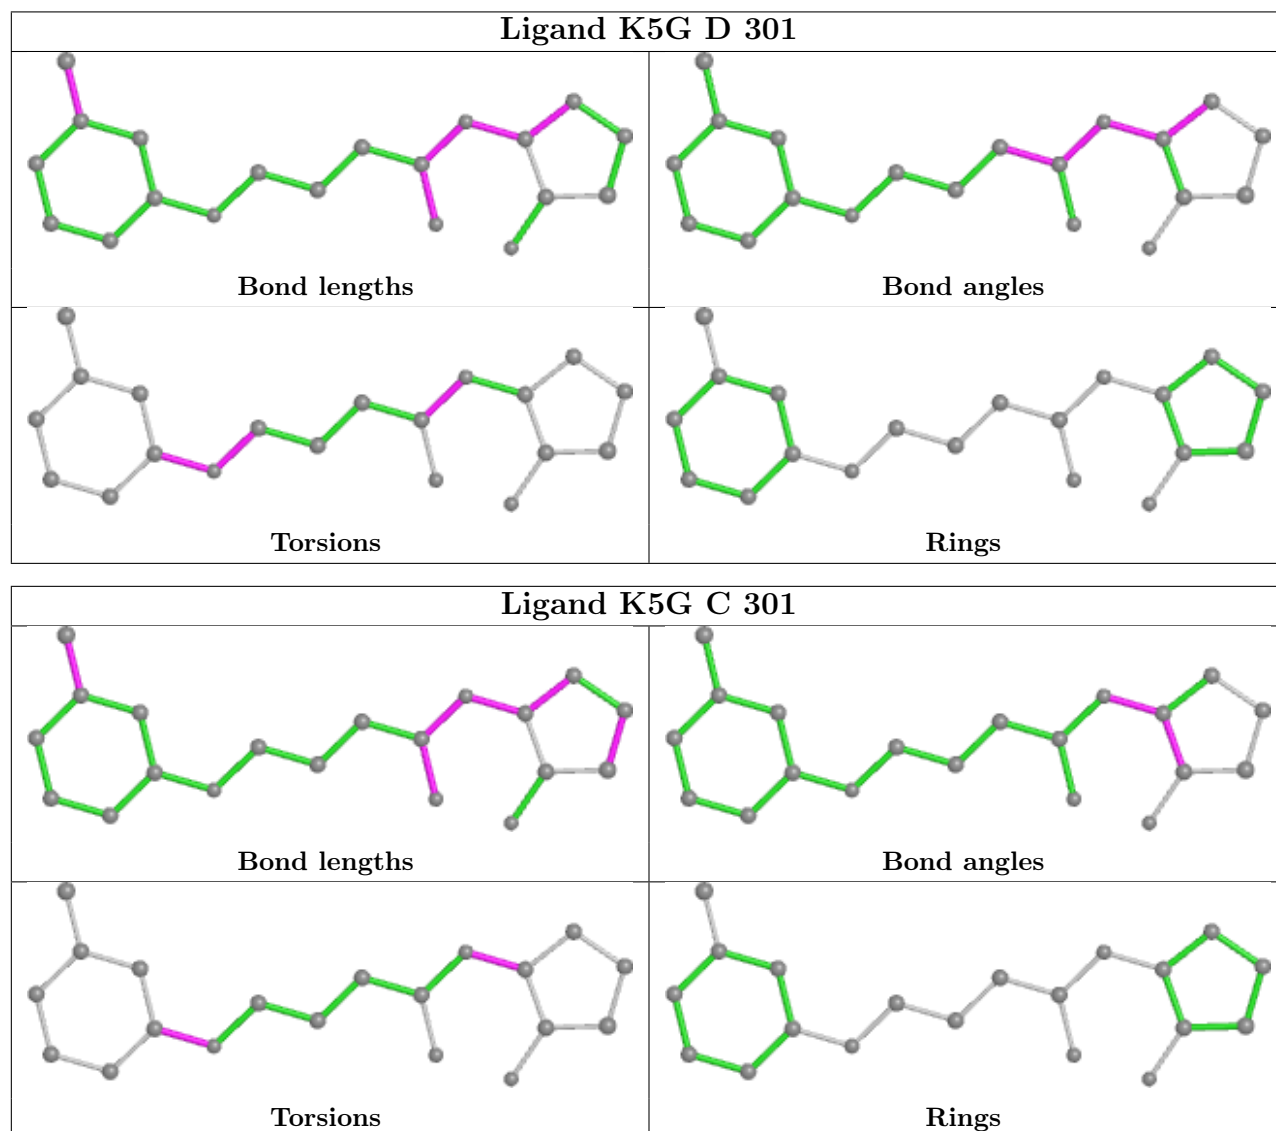 Ligand K5G D 301
Bond lengths
Bond angles
Torsions
Rings
Ligand K5G C 301
Bond lengths
Bond angles
Torsions
Rings